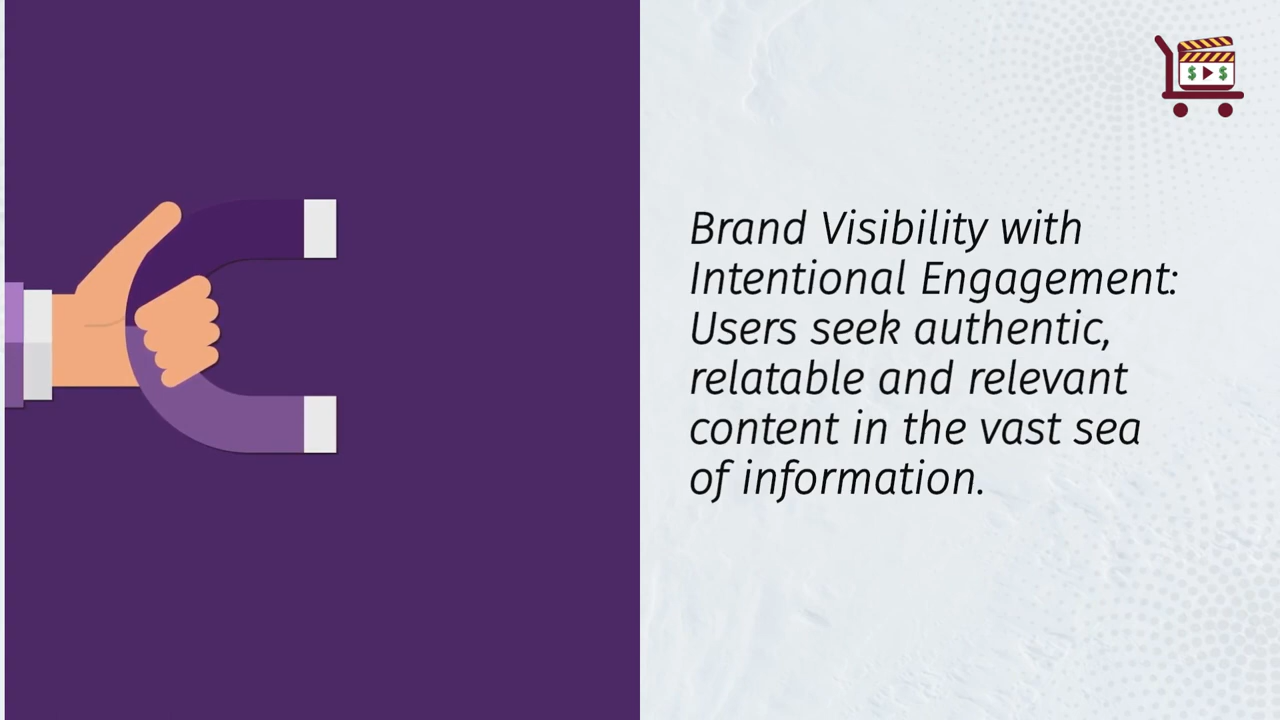 $ $
Brand Visibility with
Intentional Engagement:
Users seek authentic,
relatable and relevant
content in the vast sea
of information.